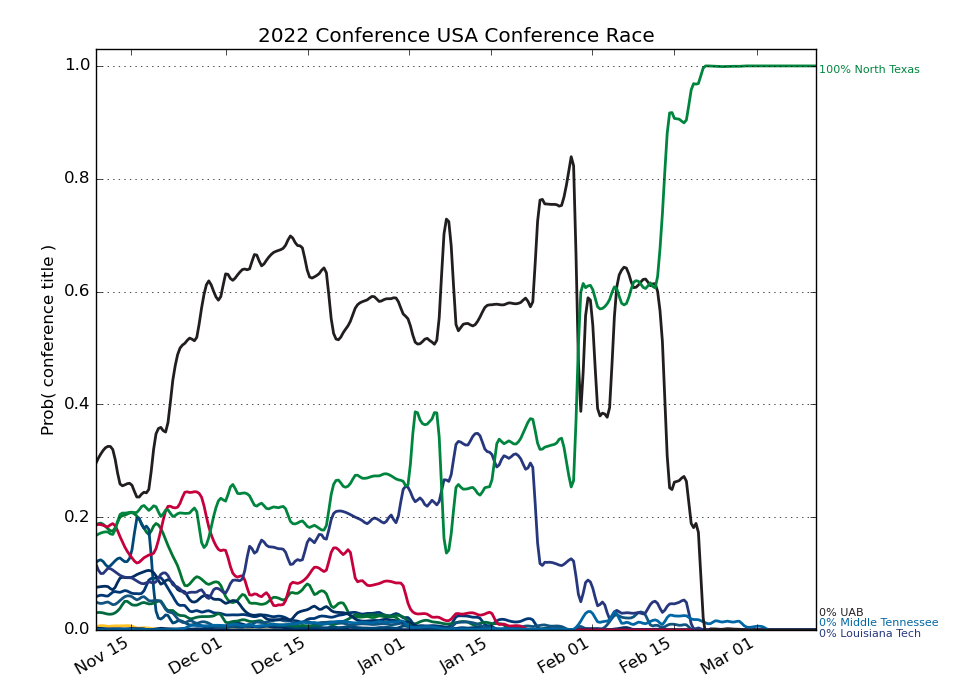 2022 Conference USA Conference Race
Prob( conference title )
1.0
0.8
0.6
0.4
0.2
0.0
100% North Texas
0% UAB
0% Middle Tennessee
0% Louisiana Tech
Nov 15
Dec 01
Dec 15
Jan 01
Jan 15
Feb 01
Feb 15
Mar 01